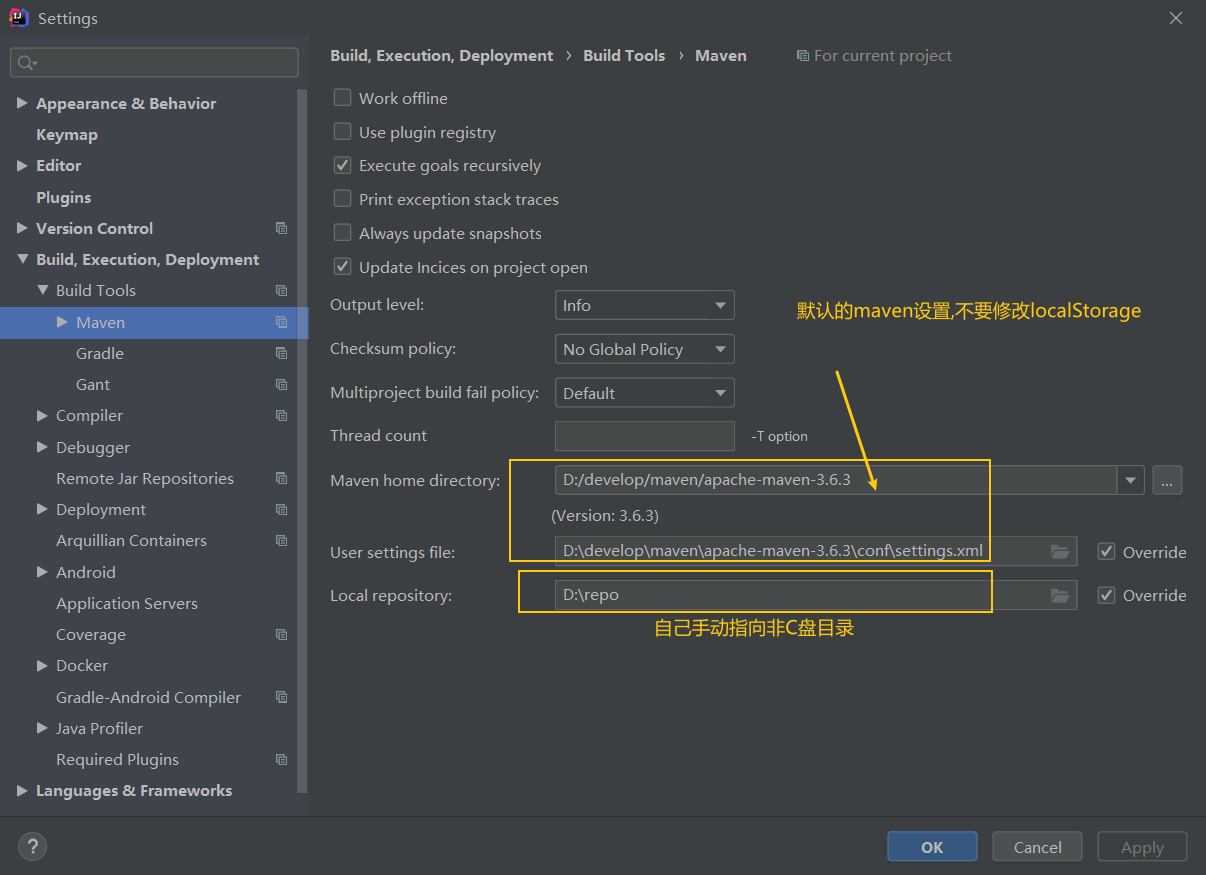 Settings
Build, Execution, Deployment › Build Tools › Maven For current project
Appearance & Behavior
Keymap
Editor
Plugins
Version Control
Build, Execution, Deployment
Build Tools
Maven
Gradle
Gant
Compiler
Debugger
Remote Jar Repositories
Deployment
Arquillian Containers
Android
Application Servers
Coverage
Docker
Gradle-Android Compiler
Java Profiler
Required Plugins
Languages & Frameworks
Work offline
Use plugin registry
Execute goals recursively
Print exception stack traces
Always update snapshots
Update Incices on project open
Output level: Info
默认的maven设置,不要修改localStorage
Checksum policy: No Global Policy
Multiproject build fail policy: Default
Thread count -T option
Maven home directory: D:/develop/maven/apache-maven-3.6.3 ...
(Version: 3.6.3)
User settings file: D:\develop\maven\apache-maven-3.6.3\conf\settings.xml Override
Local repository: D:\repo Override
自己手动指向非C盘目录
? OK Cancel Apply